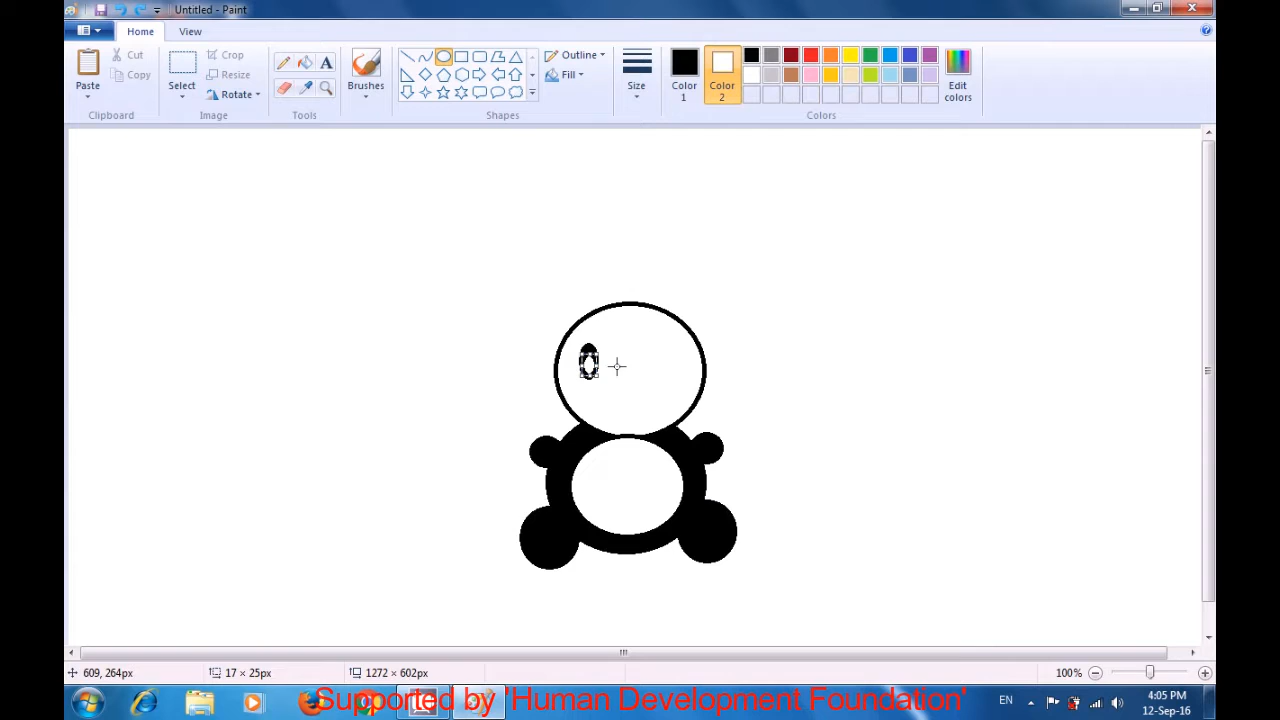 Untitled - Paint
Home
View
Paste
Cut
Copy
Clipboard
Select
Crop
Resize
Rotate
Image
A
Tools
Brushes
Shapes
Outline
Fill
Size
Color
1
Color
2
Edit
colors
Colors
609, 264px
17 × 25px
1272 × 602px
100%
Supported by 'Human Development Foundation'
EN
4:05 PM
12-Sep-16